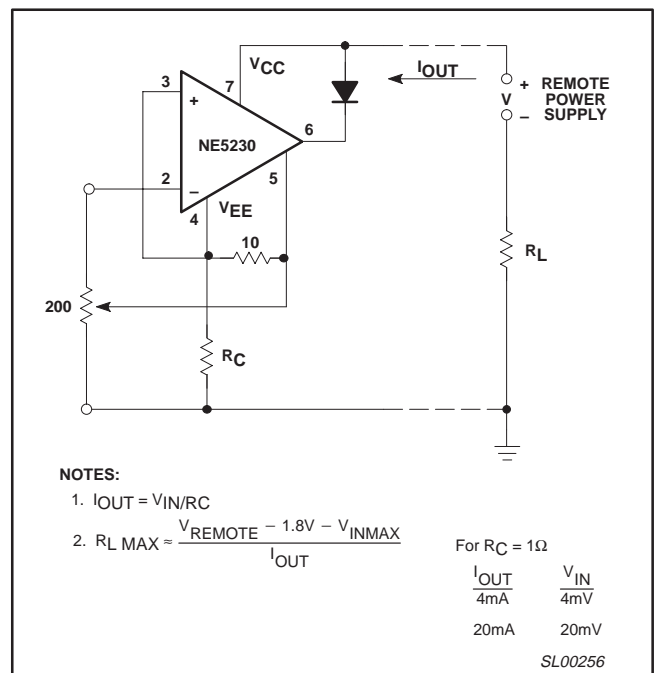 VCC
IOUT
3
7
+
+
REMOTE
V
POWER
−
SUPPLY
6
NE5230
5
2
−
VEE
4
10
RL
200
RC
NOTES:
1. IOUT = VIN/RC
2. RL MAX ≈ VREMOTE − 1.8V − VINMAX
IOUT
For RC = 1Ω
IOUT VIN
4mA 4mV
20mA 20mV
SL00256